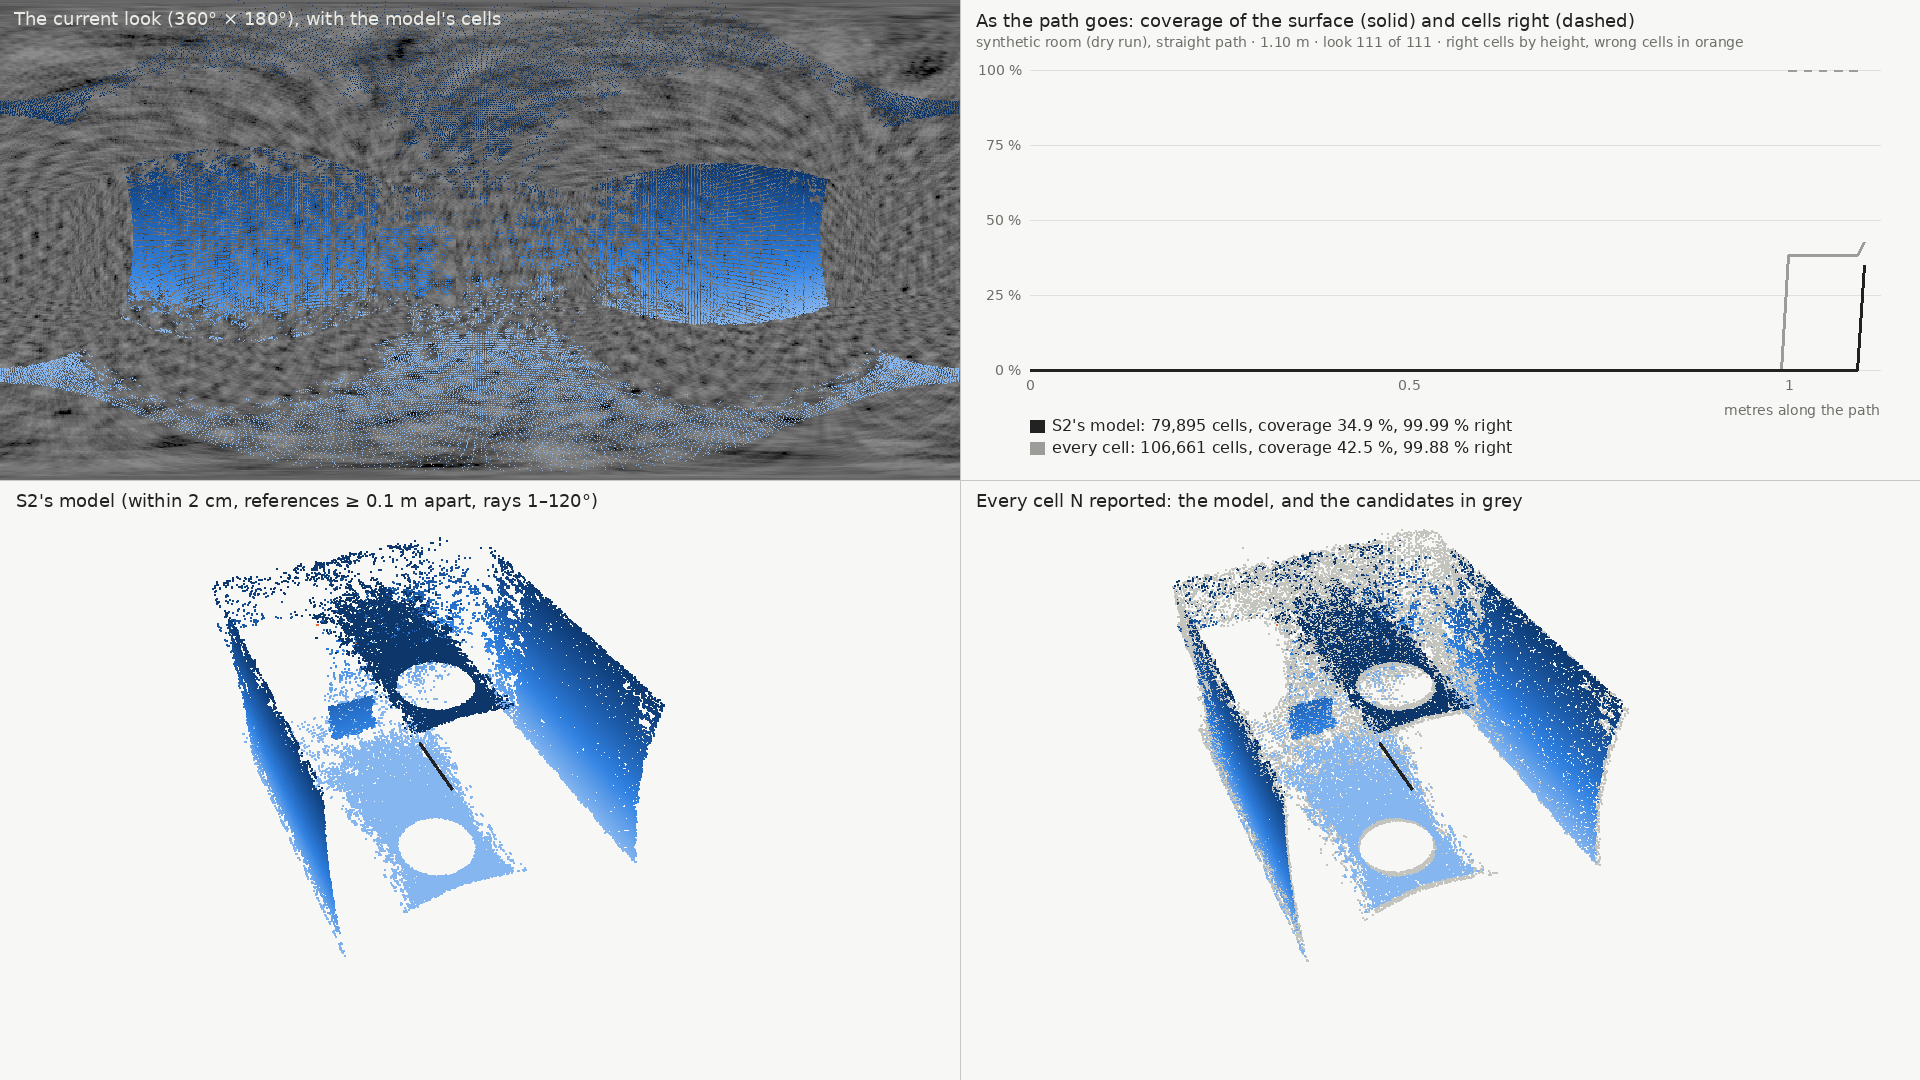 The current look (360° × 180°), with the model's cells
As the path goes: coverage of the surface (solid) and cells right (dashed)
synthetic room (dry run), straight path · 1.10 m · look 111 of 111 · right cells by height, wrong cells in orange
100 %
75 %
50 %
25 %
0 %
0
0.5
1
metres along the path
S2's model: 79,895 cells, coverage 34.9 %, 99.99 % right
every cell: 106,661 cells, coverage 42.5 %, 99.88 % right
S2's model (within 2 cm, references ≥ 0.1 m apart, rays 1–120°)
Every cell N reported: the model, and the candidates in grey